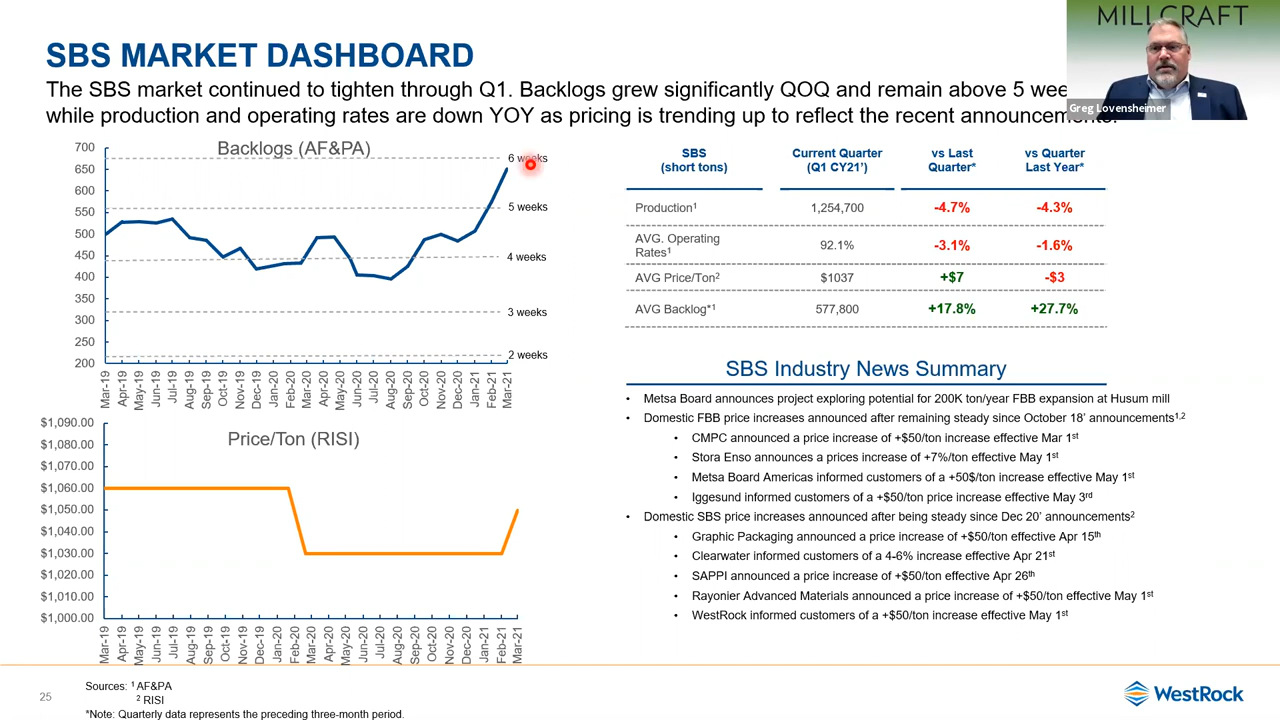 MILLCRAFT
Greg Lovensheimer
SBS MARKET DASHBOARD
The SBS market continued to tighten through Q1. Backlogs grew significantly QOQ and remain above 5
while production and operating rates are down YOY as pricing is trending up to reflect the recent
Backlogs (AF&PA)
700
650
600
550
500
450
400
350
300
250
200
6 weeks
5 weeks
4 weeks
3 weeks
2 weeks
Mar-19
Apr-19
May-19
Jun-19
Jul-19
Aug-19
Sep-19
Oct-19
Nov-19
Dec-19
Jan-20
Feb-20
Mar-20
Apr-20
May-20
Jun-20
Jul-20
Aug-20
Sep-20
Oct-20
Nov-20
Dec-20
Jan-21
Feb-21
Mar-21
Price/Ton (RISI)
$1,090.00
$1,080.00
$1,070.00
$1,060.00
$1,050.00
$1,040.00
$1,030.00
$1,020.00
$1,010.00
$1,000.00
Mar-19
Apr-19
May-19
Jun-19
Jul-19
Aug-19
Sep-19
Oct-19
Nov-19
Dec-19
Jan-20
Feb-20
Mar-20
Apr-20
May-20
Jun-20
Jul-20
Aug-20
Sep-20
Oct-20
Nov-20
Dec-20
Jan-21
Feb-21
Mar-21
SBS Current Quarter vs Last vs Quarter
(short tons) (Q1 CY21’) Quarter* Last Year*
Production¹ 1,254,700 -4.7% -4.3%
AVG. Operating
Rates¹ 92.1% -3.1% -1.6%
AVG Price/Ton² $1037 +$7 -$3
AVG Backlog*¹ 577,800 +17.8% +27.7%
SBS Industry News Summary
• Metsa Board announces project exploring potential for 200K ton/year FBB expansion at Husum mill
• Domestic FBB price increases announced after remaining steady since October 18’ announcements¹,²
• CMPC announced a price increase of +$50/ton increase effective Mar 1st
• Stora Enso announces a prices increase of +7%/ton effective May 1st
• Metsa Board Americas informed customers of a +50$/ton increase effective May 1st
• Iggesund informed customers of a +$50/ton price increase effective May 3rd
• Domestic SBS price increases announced after being steady since Dec 20’ announcements²
• Graphic Packaging announced a price increase of +$50/ton effective Apr 15th
• Clearwater informed customers of a 4-6% increase effective Apr 21st
• SAPPI announced a price increase of +$50/ton effective Apr 26th
• Rayonier Advanced Materials announced a price increase of +$50/ton effective May 1st
• WestRock informed customers of a +$50/ton increase effective May 1st
25
Sources: ¹ AF&PA
² RISI
*Note: Quarterly data represents the preceding three-month period.
WestRock